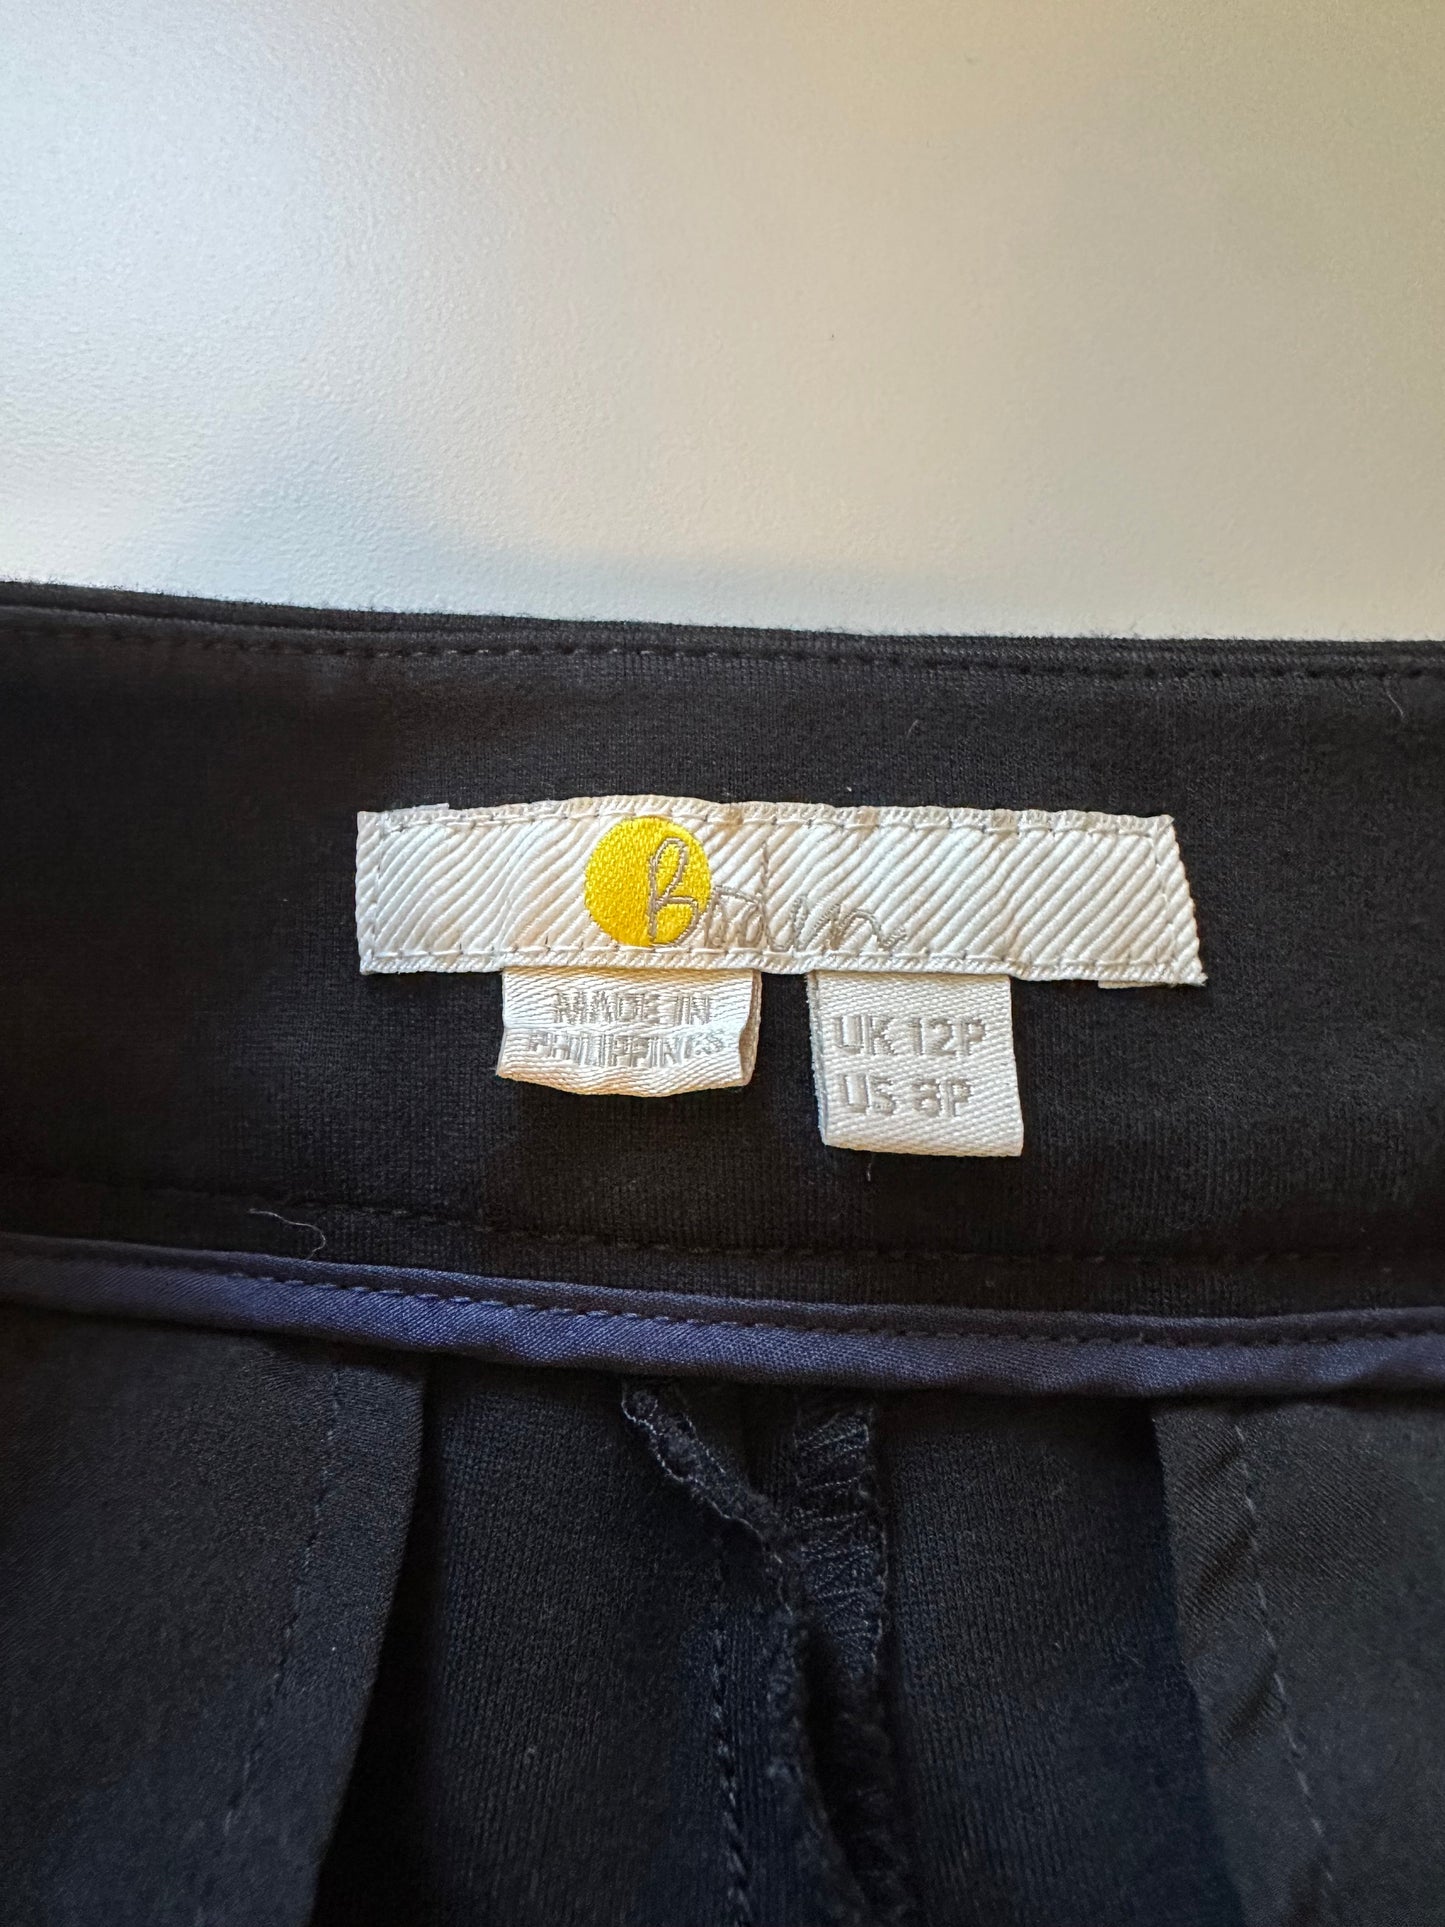 Boden
MADE IN
PHILIPPINES
UK 12P
US 8P